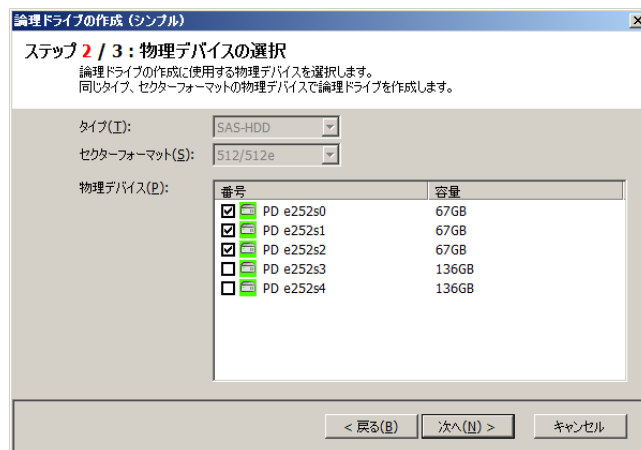 論理ドライブの作成 (シンプル)
ステップ 2 / 3 : 物理デバイスの選択
論理ドライブの作成に使用する物理デバイスを選択します。
同じタイプ、セクターフォーマットの物理デバイスで論理ドライブを作成します。
タイプ(T): SAS-HDD
セクターフォーマット(S): 512/512e
物理デバイス(P): 番号 容量
PD e252s0 67GB
PD e252s1 67GB
PD e252s2 67GB
PD e252s3 136GB
PD e252s4 136GB
< 戻る(B) 次へ(N) > キャンセル